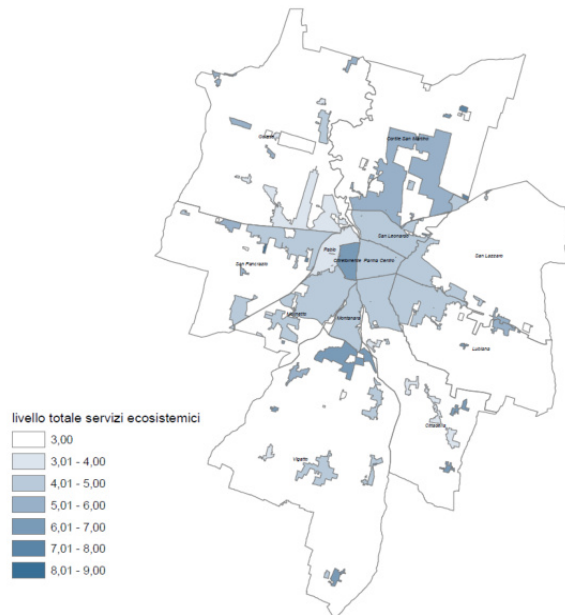 Cortile San Martino
Golese
San Leonardo
San Lazzaro
Pablo
San Pancrazio
Parma Centro
Molinetto
Montanara
Lubiana
Cittadella
Vigatto
livello totale servizi ecosistemici
3,00
3,01 - 4,00
4,01 - 5,00
5,01 - 6,00
6,01 - 7,00
7,01 - 8,00
8,01 - 9,00